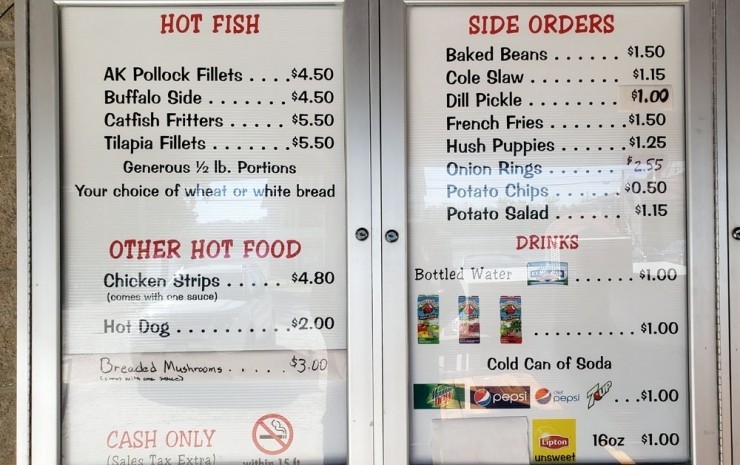 HOT FISH
AK Pollock Fillets . . . . $4.50
Buffalo Side . . . . . . . . $4.50
Catfish Fritters . . . . . $5.50
Tilapia Fillets . . . . . . . $5.50
Generous ½ lb. Portions
Your choice of wheat or white bread
OTHER HOT FOOD
Chicken Strips . . . . . $4.80
(comes with one sauce)
Hot Dog . . . . . . . . . . $2.00
Breaded Mushrooms . . . . . $3.00
CASH ONLY
(Sales Tax Extra)
within 15 ft
SIDE ORDERS
Baked Beans . . . . . . $1.50
Cole Slaw . . . . . . . . $1.15
Dill Pickle . . . . . . . . $1.00
French Fries . . . . . . $1.50
Hush Puppies . . . . . $1.25
Onion Rings . . . . . . $2.55
Potato Chips . . . . . $0.50
Potato Salad . . . . . . $1.15
DRINKS
Bottled Water . . . . . $1.00
. . . . . . . . . . $1.00
Cold Can of Soda
pepsi diet pepsi 7up . . . $1.00
Lipton 16oz $1.00
unsweet